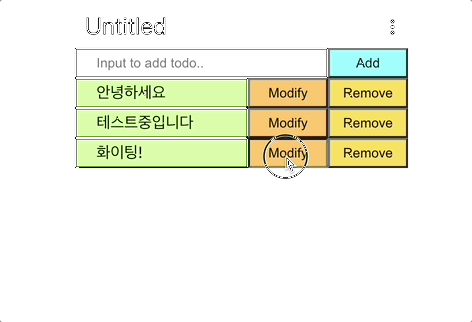 Untitled
Input to add todo.. Add
안녕하세요 Modify Remove
테스트중입니다 Modify Remove
화이팅! Modify Remove